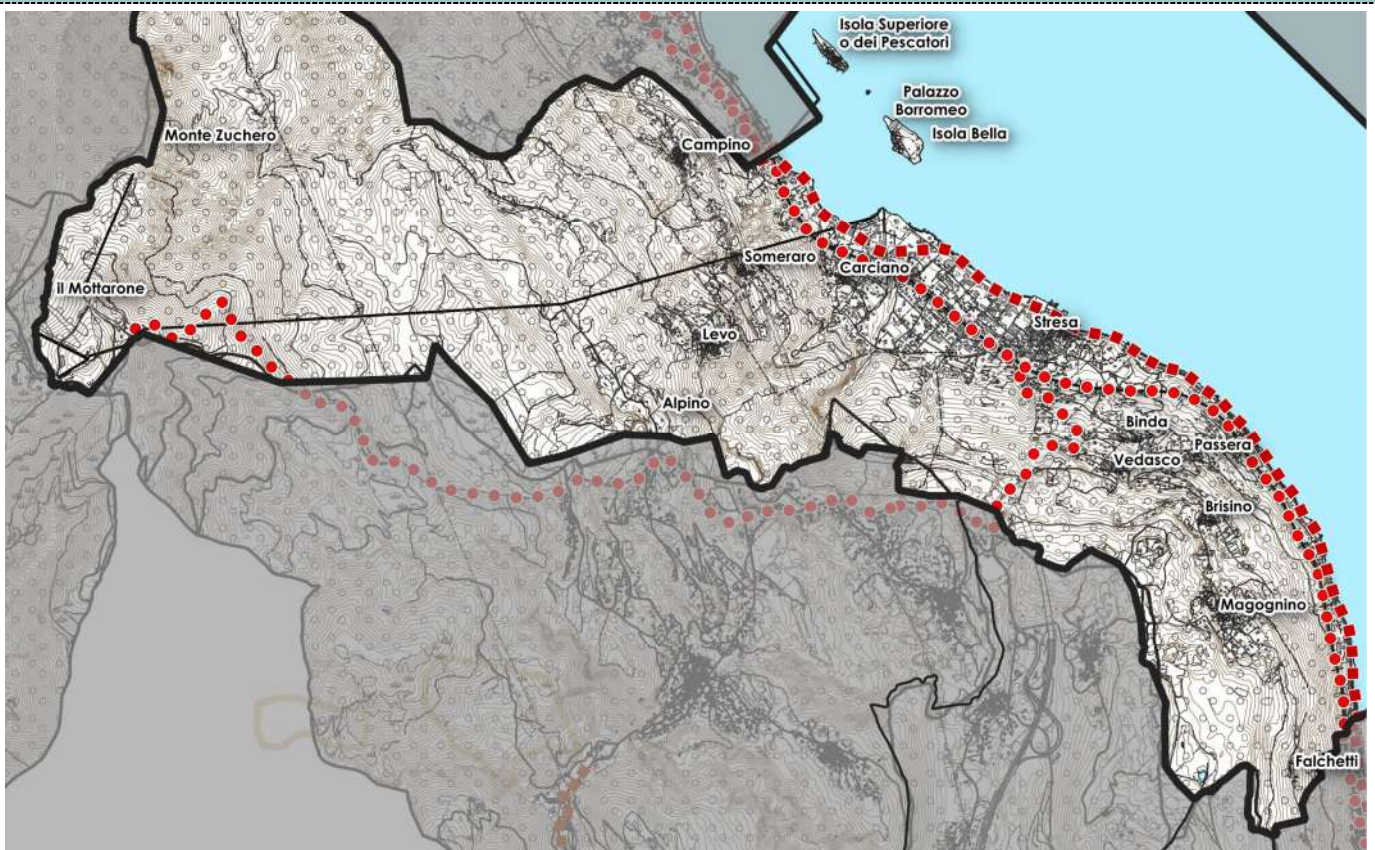 Isola Superiore
o dei Pescatori
Palazzo
Borromeo
Isola Bella
Monte Zuchero
Campino
Someraro
Carciano
il Mottarone
Stresa
Levo
Alpino
Binda
Passera
Vedasco
Brisino
Magognino
Falchetti